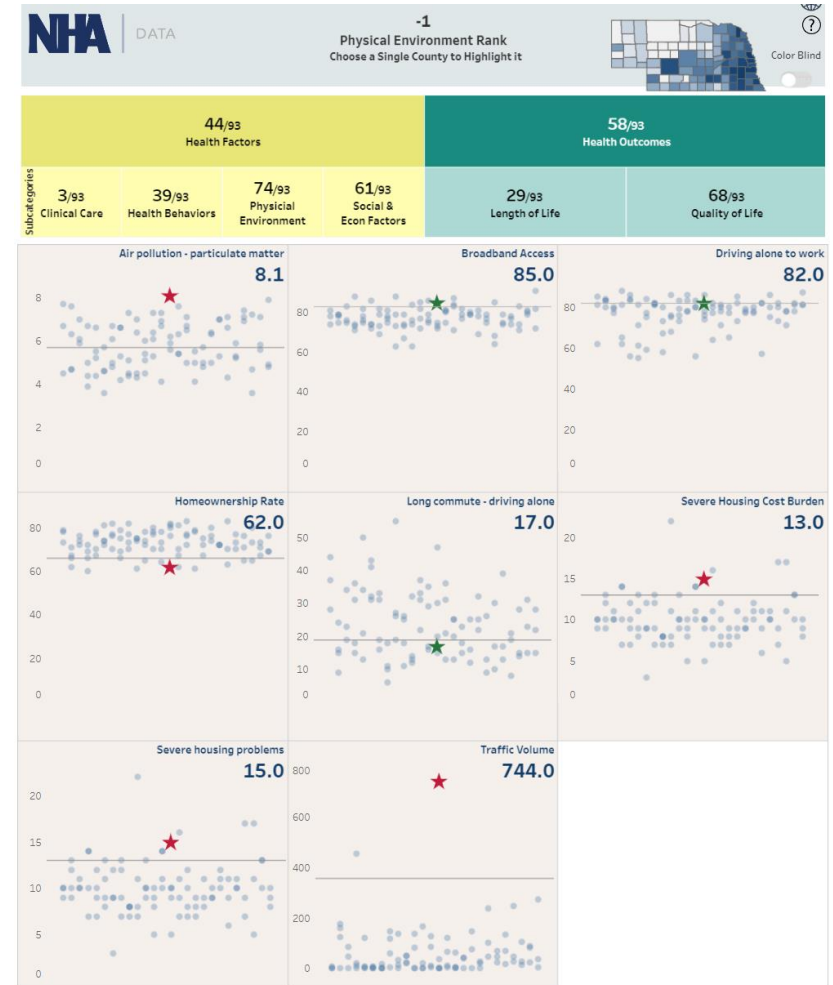 NHA DATA
-1
Physical Environment Rank
Choose a Single County to Highlight it
?
Color Blind
44/93
Health Factors
58/93
Health Outcomes
Subcategories
3/93
Clinical Care
39/93
Health Behaviors
74/93
Physicial
Environment
61/93
Social &
Econ Factors
29/93
Length of Life
68/93
Quality of Life
Air pollution - particulate matter
8.1
8
6
4
2
0
Broadband Access
85.0
80
60
40
20
0
Driving alone to work
82.0
80
60
40
20
0
Homeownership Rate
62.0
80
60
40
20
0
Long commute - driving alone
17.0
50
40
30
20
10
0
Severe Housing Cost Burden
13.0
20
15
10
5
0
Severe housing problems
15.0
20
15
10
5
0
Traffic Volume
744.0
800
600
400
200
0